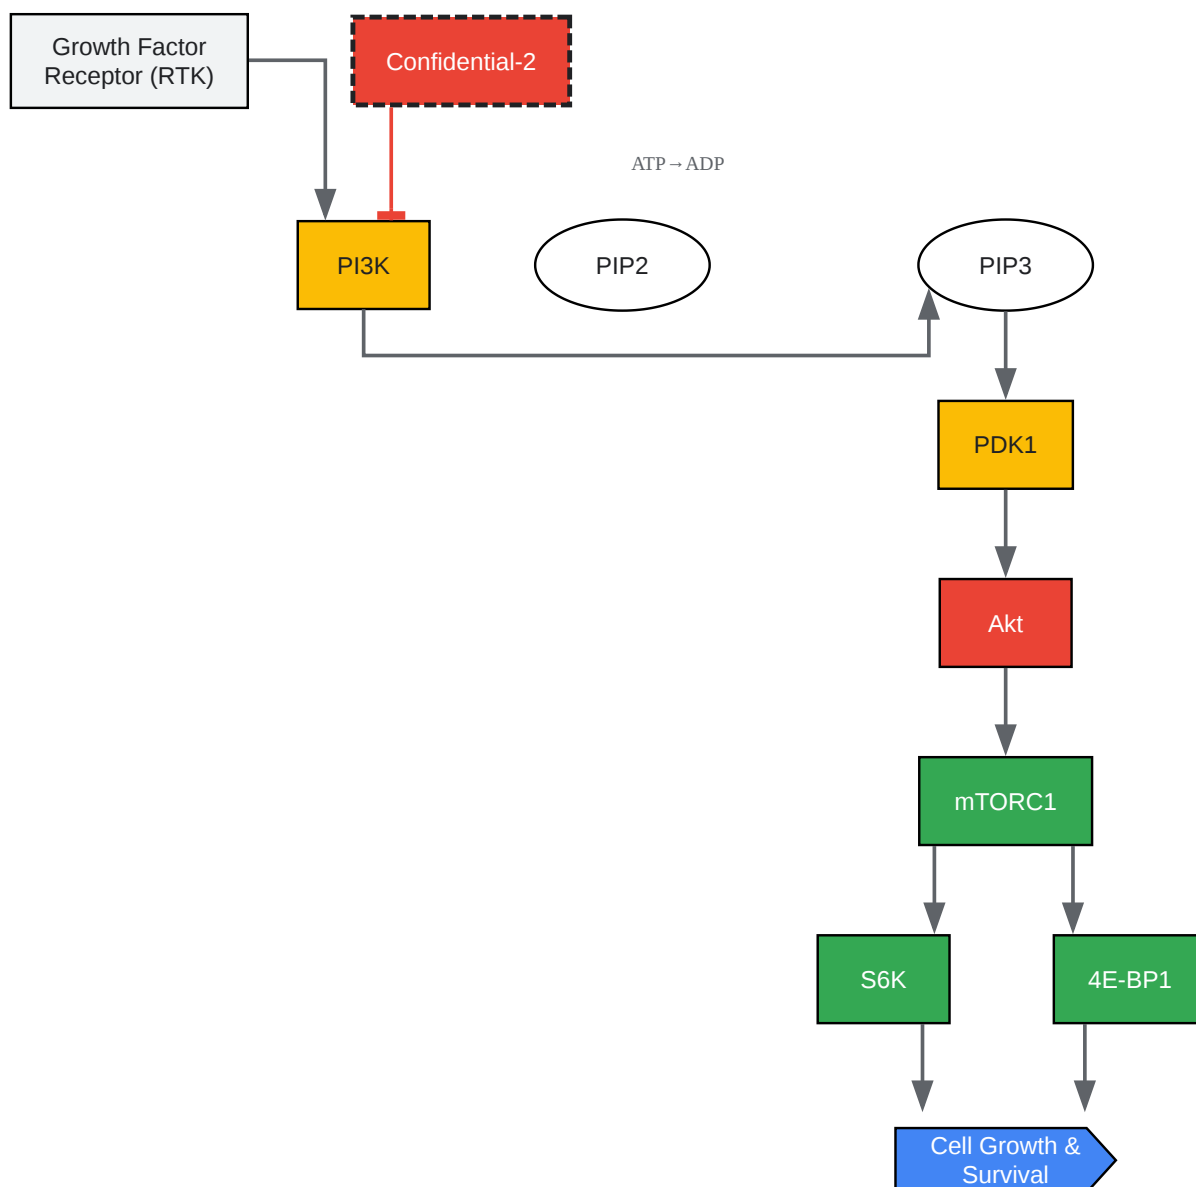 Growth Factor
Receptor (RTK)
Confidential-2
ATP→ADP
PI3K
PIP2
PIP3
PDK1
Akt
mTORC1
S6K
4E-BP1
Cell Growth &
Survival